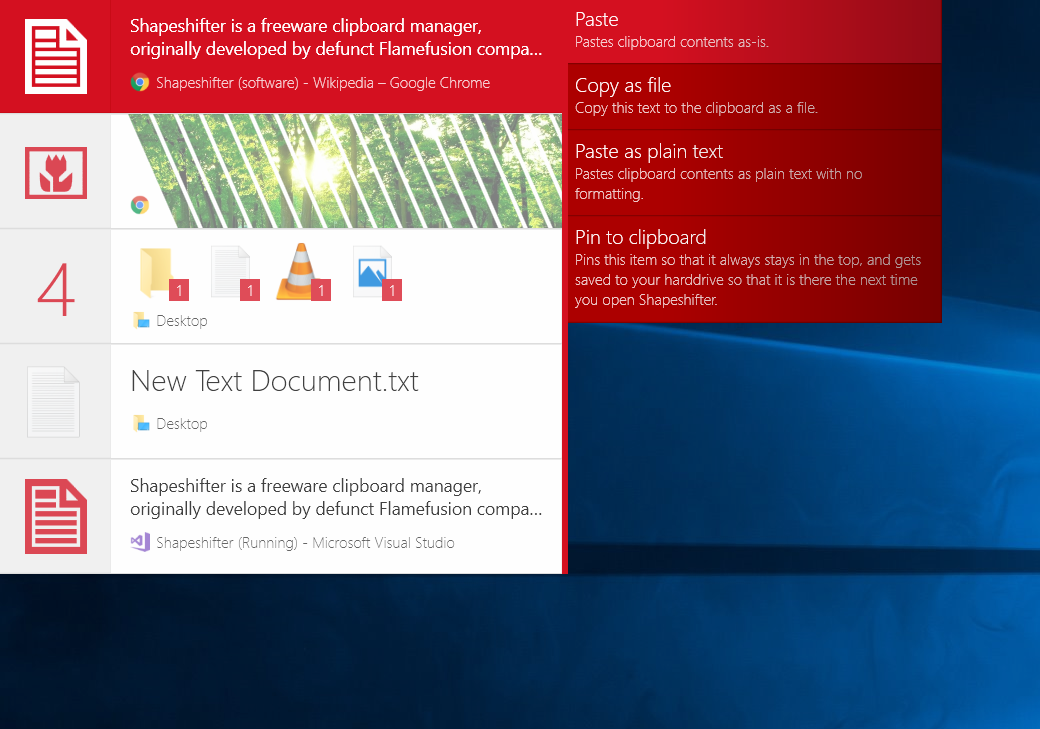 Shapeshifter is a freeware clipboard manager,
originally developed by defunct Flamefusion compa...
Shapeshifter (software) - Wikipedia – Google Chrome
4
1
1
1
1
Desktop
New Text Document.txt
Desktop
Shapeshifter is a freeware clipboard manager,
originally developed by defunct Flamefusion compa...
Shapeshifter (Running) - Microsoft Visual Studio
Paste
Pastes clipboard contents as-is.
Copy as file
Copy this text to the clipboard as a file.
Paste as plain text
Pastes clipboard contents as plain text with no
formatting.
Pin to clipboard
Pins this item so that it always stays in the top, and gets
saved to your harddrive so that it is there the next time
you open Shapeshifter.